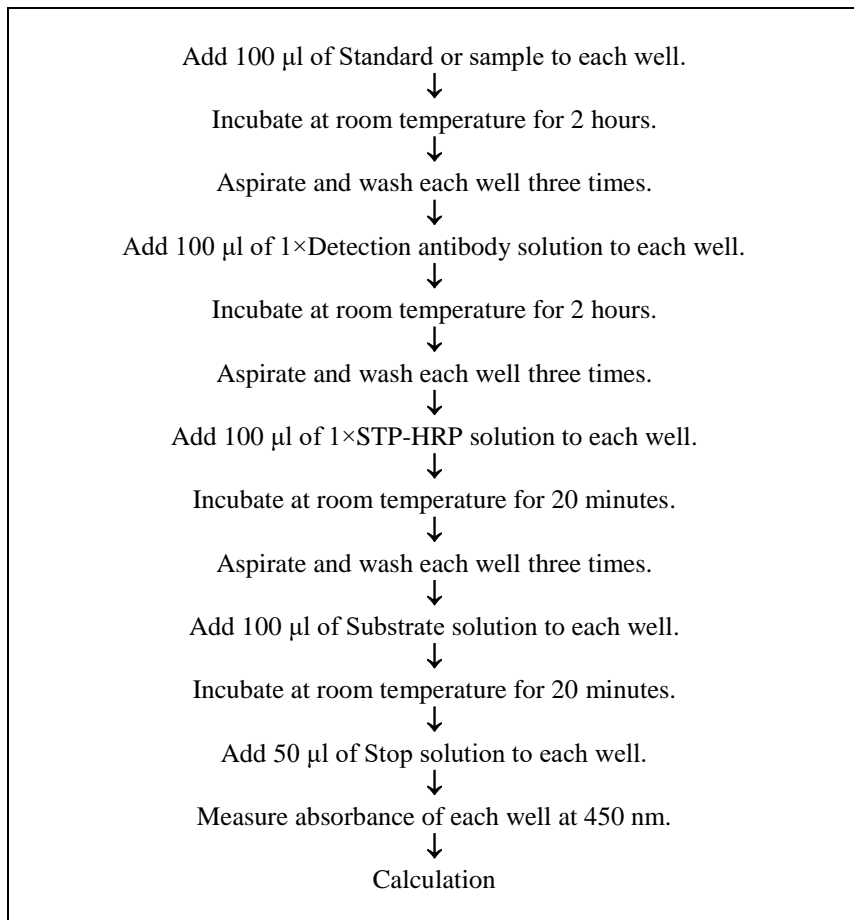 Add 100 μl of Standard or sample to each well.
↓
Incubate at room temperature for 2 hours.
↓
Aspirate and wash each well three times.
↓
Add 100 μl of 1×Detection antibody solution to each well.
↓
Incubate at room temperature for 2 hours.
↓
Aspirate and wash each well three times.
↓
Add 100 μl of 1×STP-HRP solution to each well.
↓
Incubate at room temperature for 20 minutes.
↓
Aspirate and wash each well three times.
↓
Add 100 μl of Substrate solution to each well.
↓
Incubate at room temperature for 20 minutes.
↓
Add 50 μl of Stop solution to each well.
↓
Measure absorbance of each well at 450 nm.
↓
Calculation